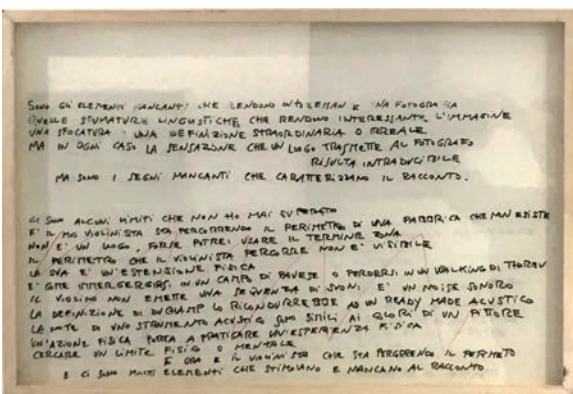 SONO GLI ELEMENTI MANCANTI CHE RENDONO UNA FOTOGRAFIA
QUELLE SFUMATURE LINGUISTICHE CHE RENDONO INTERESSANTE L'IMMAGINE
UNA SFOCATURA UNA DEFINIZIONE STRAORDINARIA O IRREALE
MA IN OGNI CASO LA SENSAZIONE CHE UN LUOGO TRASMETTE AL FOTOGRAFO
RISULTA INTRADUCIBILE
MA SONO I SEGNI MANCANTI CHE CARATTERIZZANO IL RACCONTO.
CI SONO ALCUNI LIMITI CHE NON HO MAI SUPERATO
E' IL MIO VIOLINISTA STA PERCORRENDO IL PERIMETRO DI UNA FABBRICA CHE NON ESISTE
NON E' UN LUOGO, FORSE POTREI USARE IL TERMINE ZONA
IL PERIMETRO CHE IL VIOLINISTA PERCORRE NON E' VISIBILE
LA SUA E' UN'ESTENSIONE FISICA
E' COME IMMERGERSI, IN UN CAMPO DI PAVESE O PERDERSI IN UN WALKING DI THOREAU
IL VIOLINO NON EMETTE UNA SEQUENZA DI SUONI E' UN NOISE SONORO
LA DEFINIZIONE DI DUCHAMP LO RICONDURREBBE AD UN READY MADE ACUSTICO
LE NOTE DI UNO STRUMENTO ACUSTICO SONO SIMILI AI COLORI DI UN PITTORE
UN'AZIONE FISICA PORTA A PRATICARE UN'ESPERIENZA FISICA
CERCARE UN LIMITE FISICO O MENTALE
E ORA E IL VIOLINISTA CHE STA PERCORRENDO IL PERIMETRO
E CI SONO MOLTI ELEMENTI CHE STIMOLANO E MANCANO AL RACCONTO